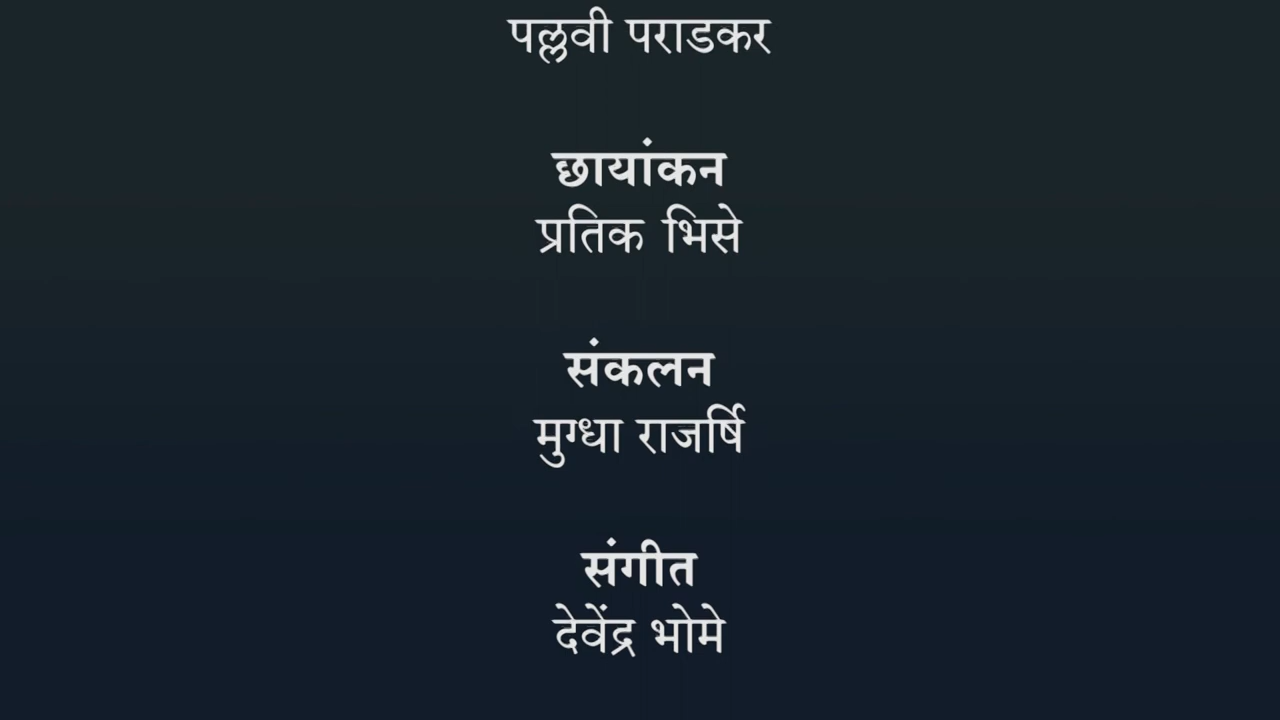 पल्लवी पराडकर
छायांकन
प्रतिक भिसे
संकलन
मुग्धा राजर्षि
संगीत
देवेंद्र भोमे